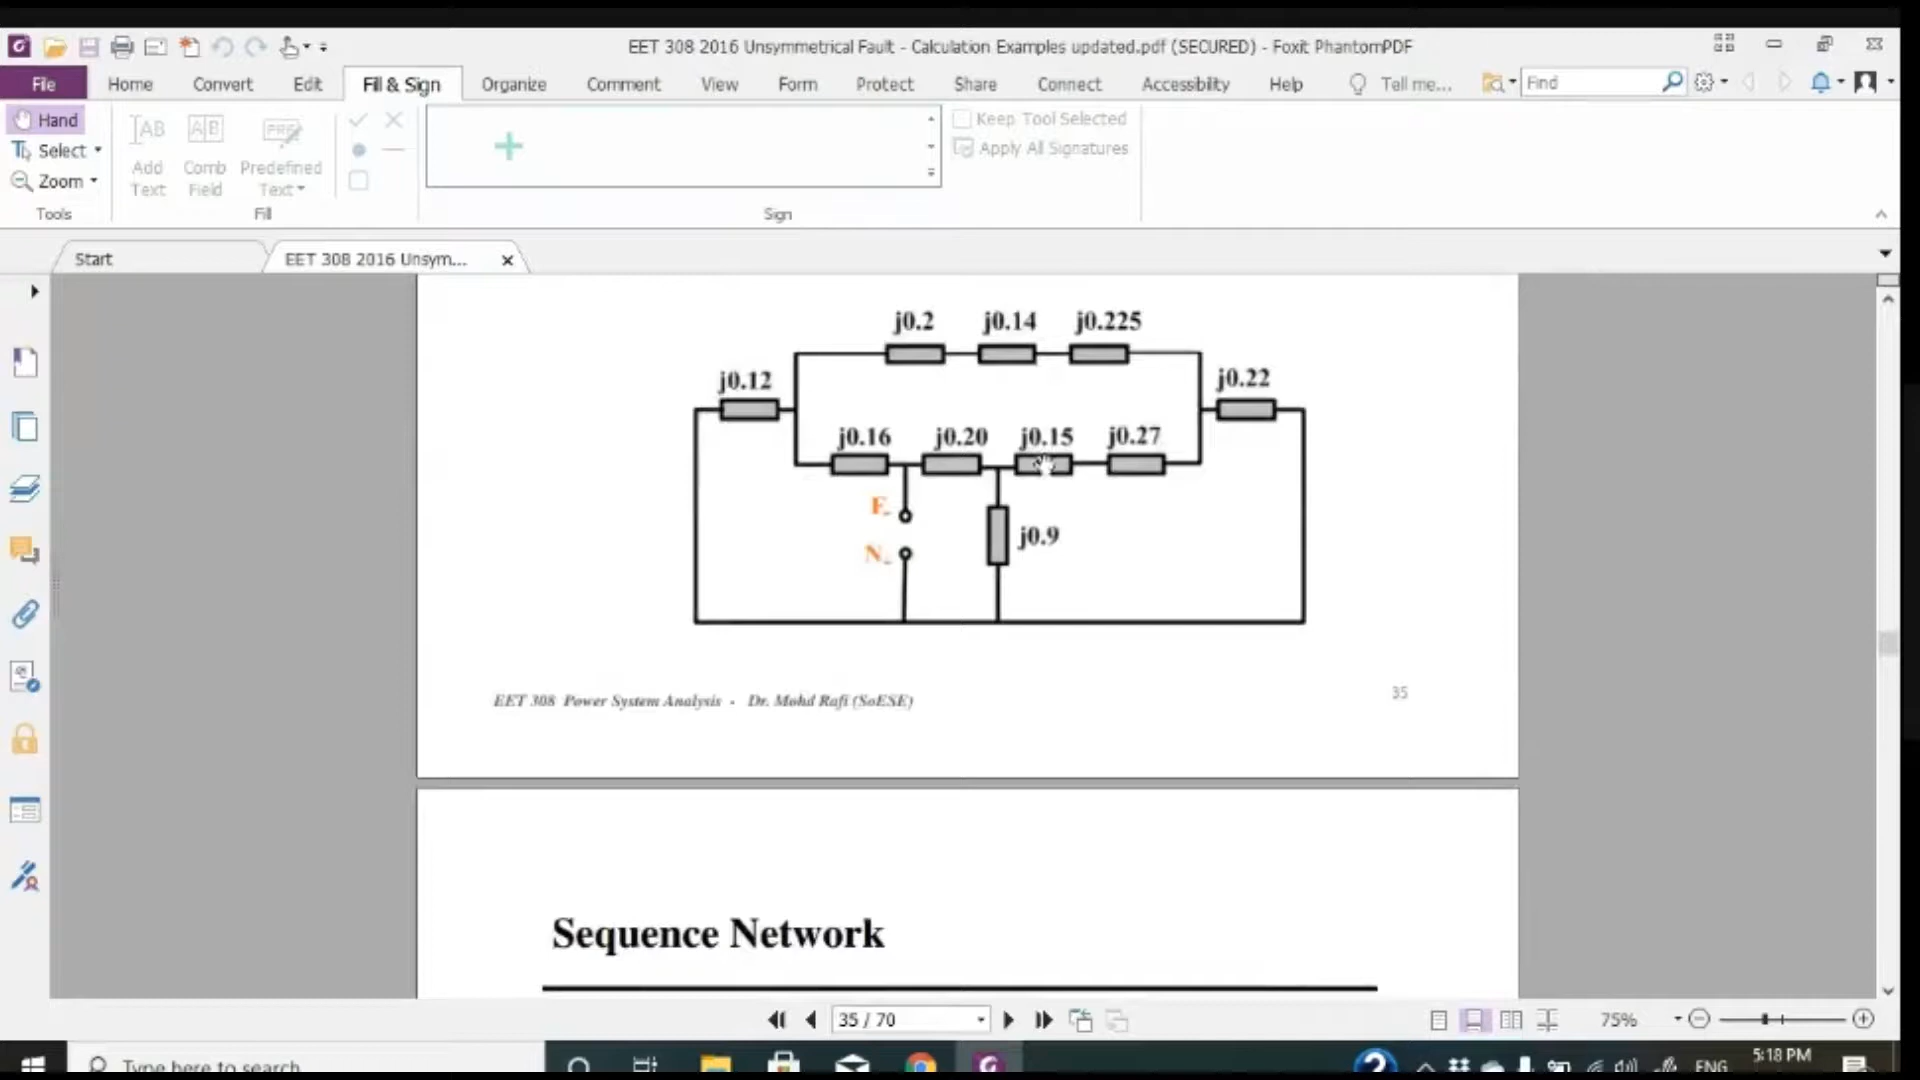 EET 308 2016 Unsymmetrical Fault - Calculation Examples updated.pdf (SECURED) - Foxit PhantomPDF
File Home Convert Edit Fill & Sign Organize Comment View Form Protect Share Connect Accessibility Help Tell me... Find
Hand
Select
Zoom
Tools
Add Text
Comb Field
Predefined Text
Fill
Sign
Keep Tool Selected
Apply All Signatures
Start
EET 308 2016 Unsym...
j0.2 j0.14 j0.225
j0.12 j0.22
j0.16 j0.20 j0.15 j0.27
j0.9
EET 308 Power System Analysis - Dr. Mohd Rafi (SoESE)
35
Sequence Network
35 / 70
75%
Type here to search
ENG
5:18 PM